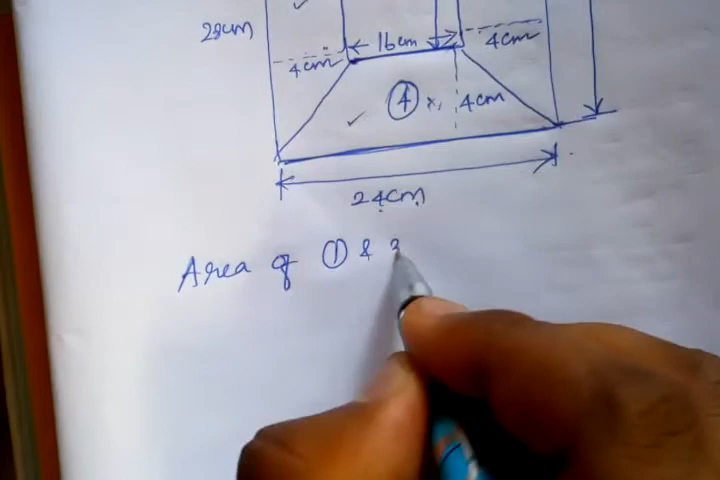 28cm
16cm
4cm
4cm
④ 4cm
24cm
Area of ① & 3